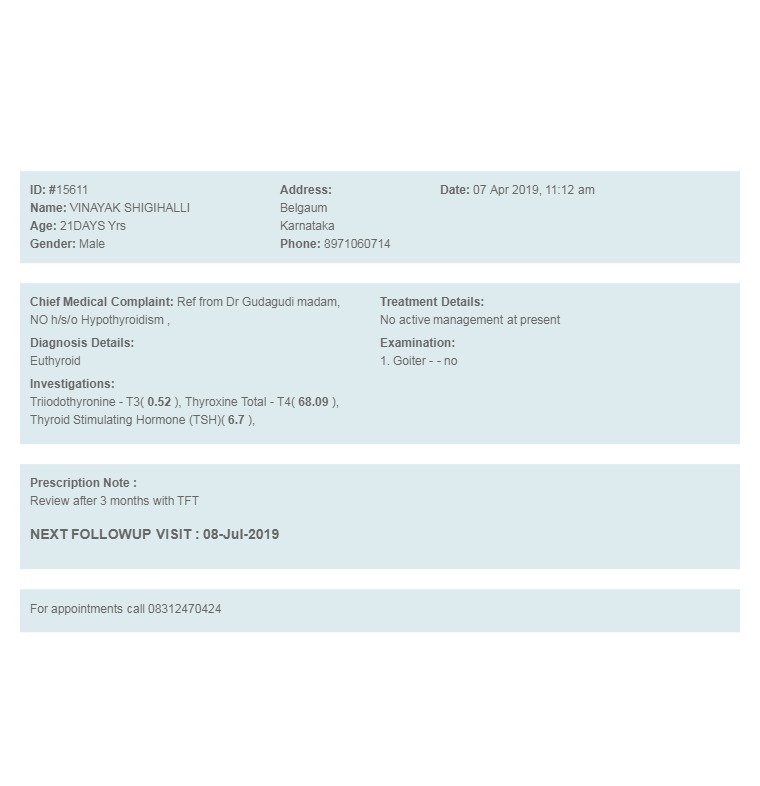 ID: #15611
Name: VINAYAK SHIGIHALLI
Age: 21DAYS Yrs
Gender: Male
Address:
Belgaum
Karnataka
Phone: 8971060714
Date: 07 Apr 2019, 11:12 am
Chief Medical Complaint: Ref from Dr Gudagudi madam,
NO h/s/o Hypothyroidism ,
Diagnosis Details:
Euthyroid
Investigations:
Triiodothyronine - T3( 0.52 ), Thyroxine Total - T4( 68.09 ),
Thyroid Stimulating Hormone (TSH)( 6.7 ),
Treatment Details:
No active management at present
Examination:
1. Goiter - - no
Prescription Note :
Review after 3 months with TFT
NEXT FOLLOWUP VISIT : 08-Jul-2019
For appointments call 08312470424